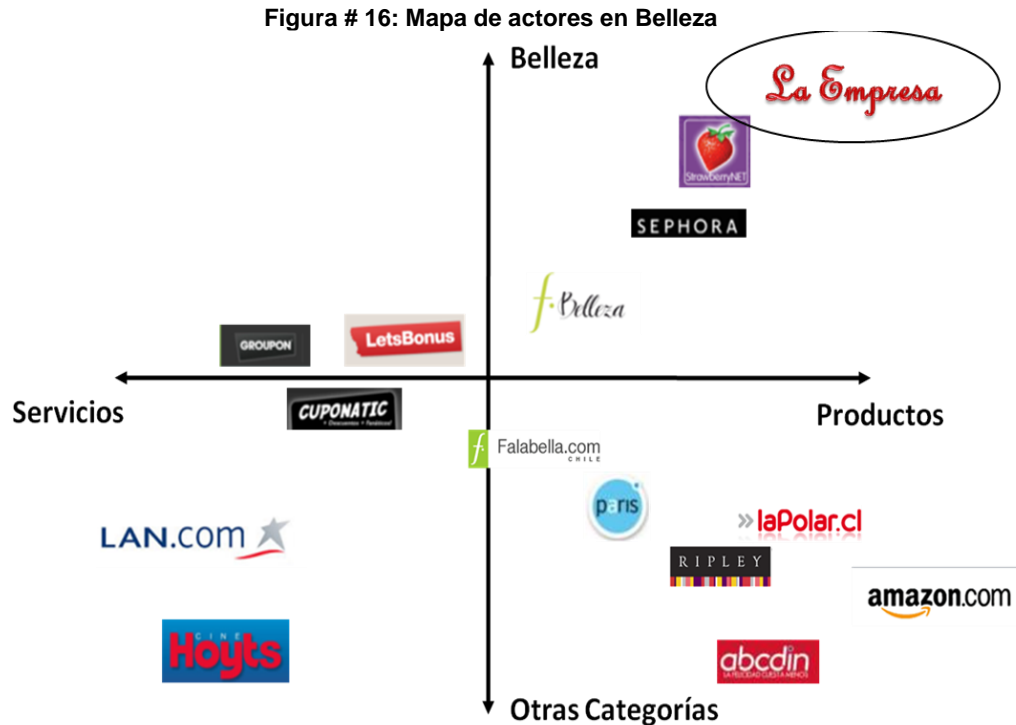 Figura # 16: Mapa de actores en Belleza
Belleza
La Empresa
StrawberryNET
SEPHORA
f. Belleza
GROUPON
LetsBonus
Servicios
CUPONATIC
+ Descuentos + Fanáticos!
Productos
f. Falabella.com
CHILE
paris
LAN.com
»laPolar.cl
RIPLEY
amazon.com
CINE
Hoyts
abcdin
LA FELICIDAD CUESTA MENOS
Otras Categorías